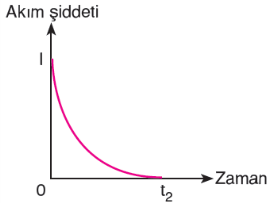 Akım şiddeti
I
0
t₂
Zaman